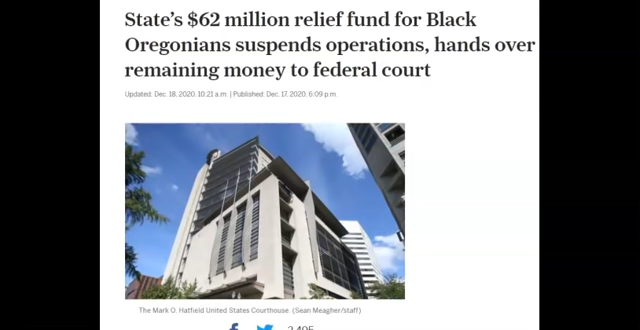 State's $62 million relief fund for Black
Oregonians suspends operations, hands over
remaining money to federal court
Updated: Dec. 18, 2020, 10:21 a.m. | Published: Dec. 17, 2020, 6:09 p.m.
The Mark O. Hatfield United States Courthouse. (Sean Meagher/staff)